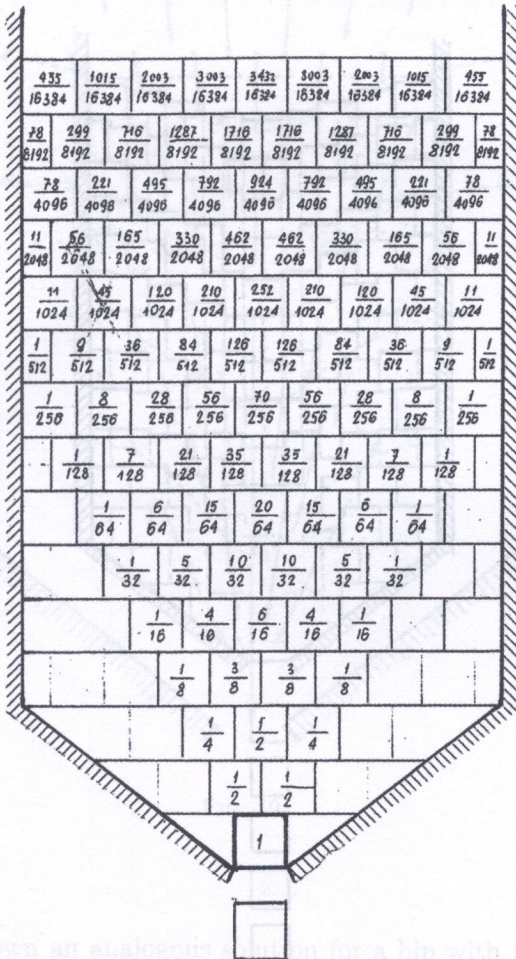 455/16384 1015/16384 2003/16384 3003/16384 3432/16384 3003/16384 2003/16384 1015/16384 455/16384
78/8192 299/8192 716/8192 1287/8192 1716/8192 1716/8192 1287/8192 716/8192 299/8192 78/8192
78/4096 221/4096 495/4096 792/4096 924/4096 792/4096 495/4096 221/4096 78/4096
11/2048 56/2048 165/2048 330/2048 462/2048 462/2048 330/2048 165/2048 56/2048 11/2048
11/1024 45/1024 120/1024 210/1024 252/1024 210/1024 120/1024 45/1024 11/1024
1/512 9/512 36/512 84/512 126/512 126/512 84/512 36/512 9/512 1/512
1/256 8/256 28/256 56/256 70/256 56/256 28/256 8/256 1/256
1/128 7/128 21/128 35/128 35/128 21/128 7/128 1/128
1/64 6/64 15/64 20/64 15/64 6/64 1/64
1/32 5/32 10/32 10/32 5/32 1/32
1/16 4/16 6/16 4/16 1/16
1/8 3/8 3/8 1/8
1/4 1/2 1/4
1/2 1/2
1
own an analogous solution for a bin with